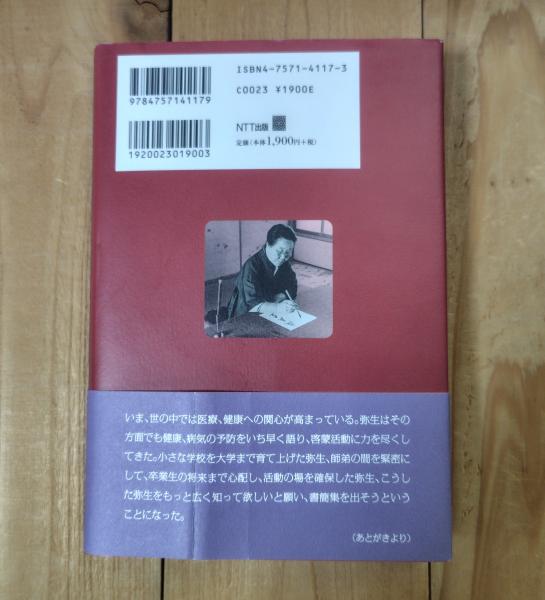 ISBN4-7571-4117-3
C0023 ¥1900E
9784757141179
NTT出版
定価(本体1,900円+税)
1920023019003
いま、世の中では医療、健康への関心が高まっている。弥生はその
方面でも健康、病気の予防をいち早く語り、啓蒙活動に力を尽くし
てきた。小さな学校を大学まで育て上げた弥生、師弟の間を緊密に
して、卒業生の将来まで心配し、活動の場を確保した弥生、こうし
た弥生をもっと広く知って欲しいと願い、書簡集を出そうという
ことになった。
(あとがきより)